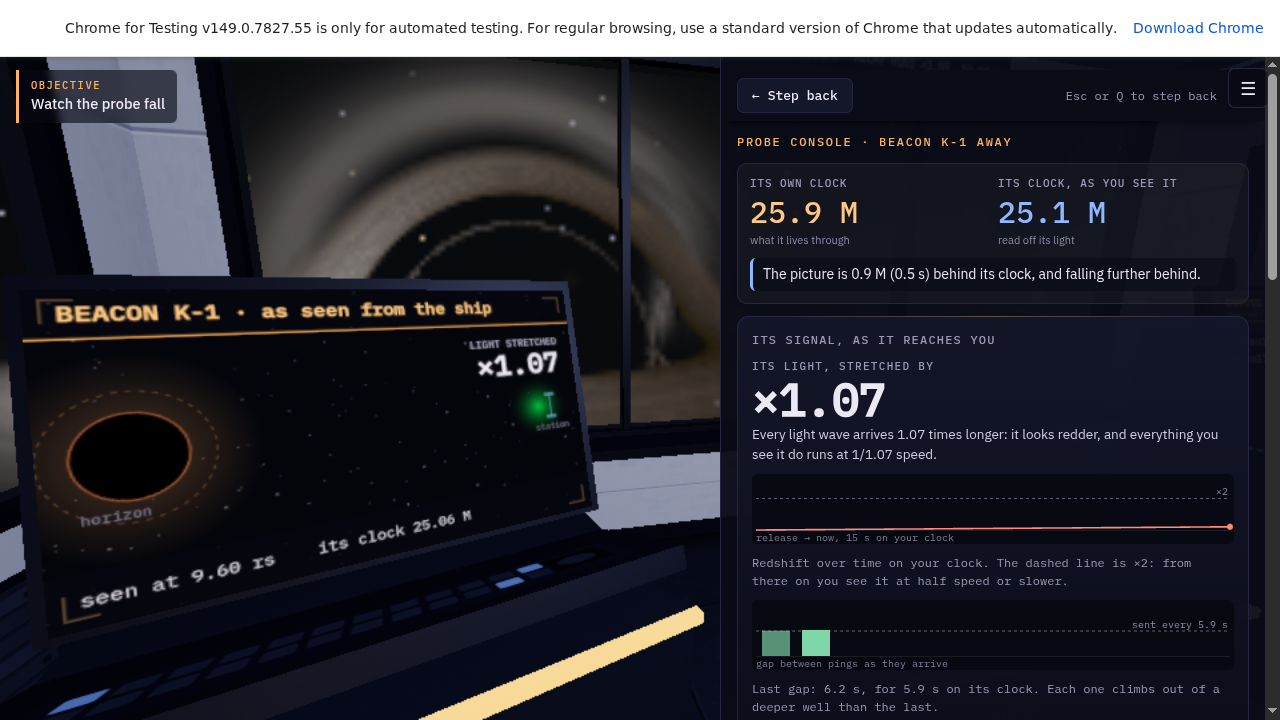 Chrome for Testing v149.0.7827.55 is only for automated testing. For regular browsing, use a standard version of Chrome that updates automatically. Download Chrome
OBJECTIVE
Watch the probe fall
BEACON K-1 · as seen from the ship
LIGHT STRETCHED
×1.07
station
horizon
seen at 9.60 rs
its clock 25.06 M
← Step back
Esc or Q to step back
☰
PROBE CONSOLE · BEACON K-1 AWAY
ITS OWN CLOCK
25.9 M
what it lives through
ITS CLOCK, AS YOU SEE IT
25.1 M
read off its light
The picture is 0.9 M (0.5 s) behind its clock, and falling further behind.
ITS SIGNAL, AS IT REACHES YOU
ITS LIGHT, STRETCHED BY
×1.07
Every light wave arrives 1.07 times longer: it looks redder, and everything you
see it do runs at 1/1.07 speed.
×2
release → now, 15 s on your clock
Redshift over time on your clock. The dashed line is ×2: from
there on you see it at half speed or slower.
sent every 5.9 s
gap between pings as they arrive
Last gap: 6.2 s, for 5.9 s on its clock. Each one climbs out of a
deeper well than the last.